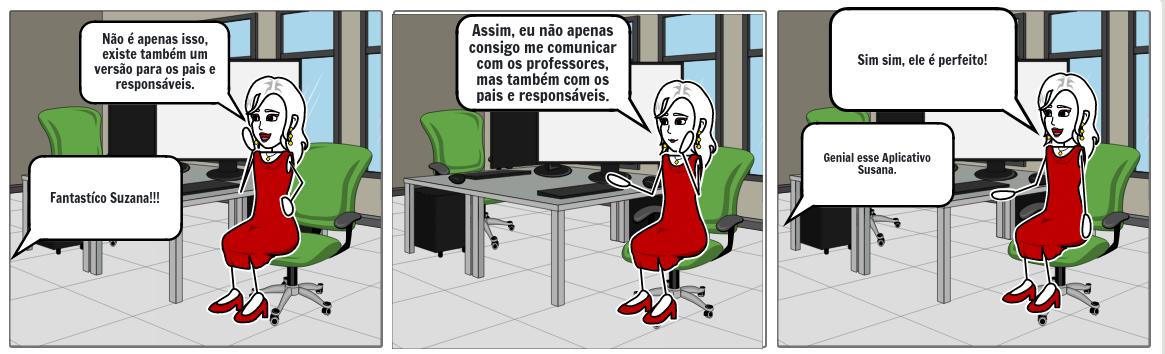 Não é apenas isso,
existe também um
versão para os pais e
responsáveis.
Fantastíco Suzana!!!
Assim, eu não apenas
consigo me comunicar
com os professores,
mas também com os
pais e responsáveis.
Sim sim, ele é perfeito!
Genial esse Aplicativo
Susana.